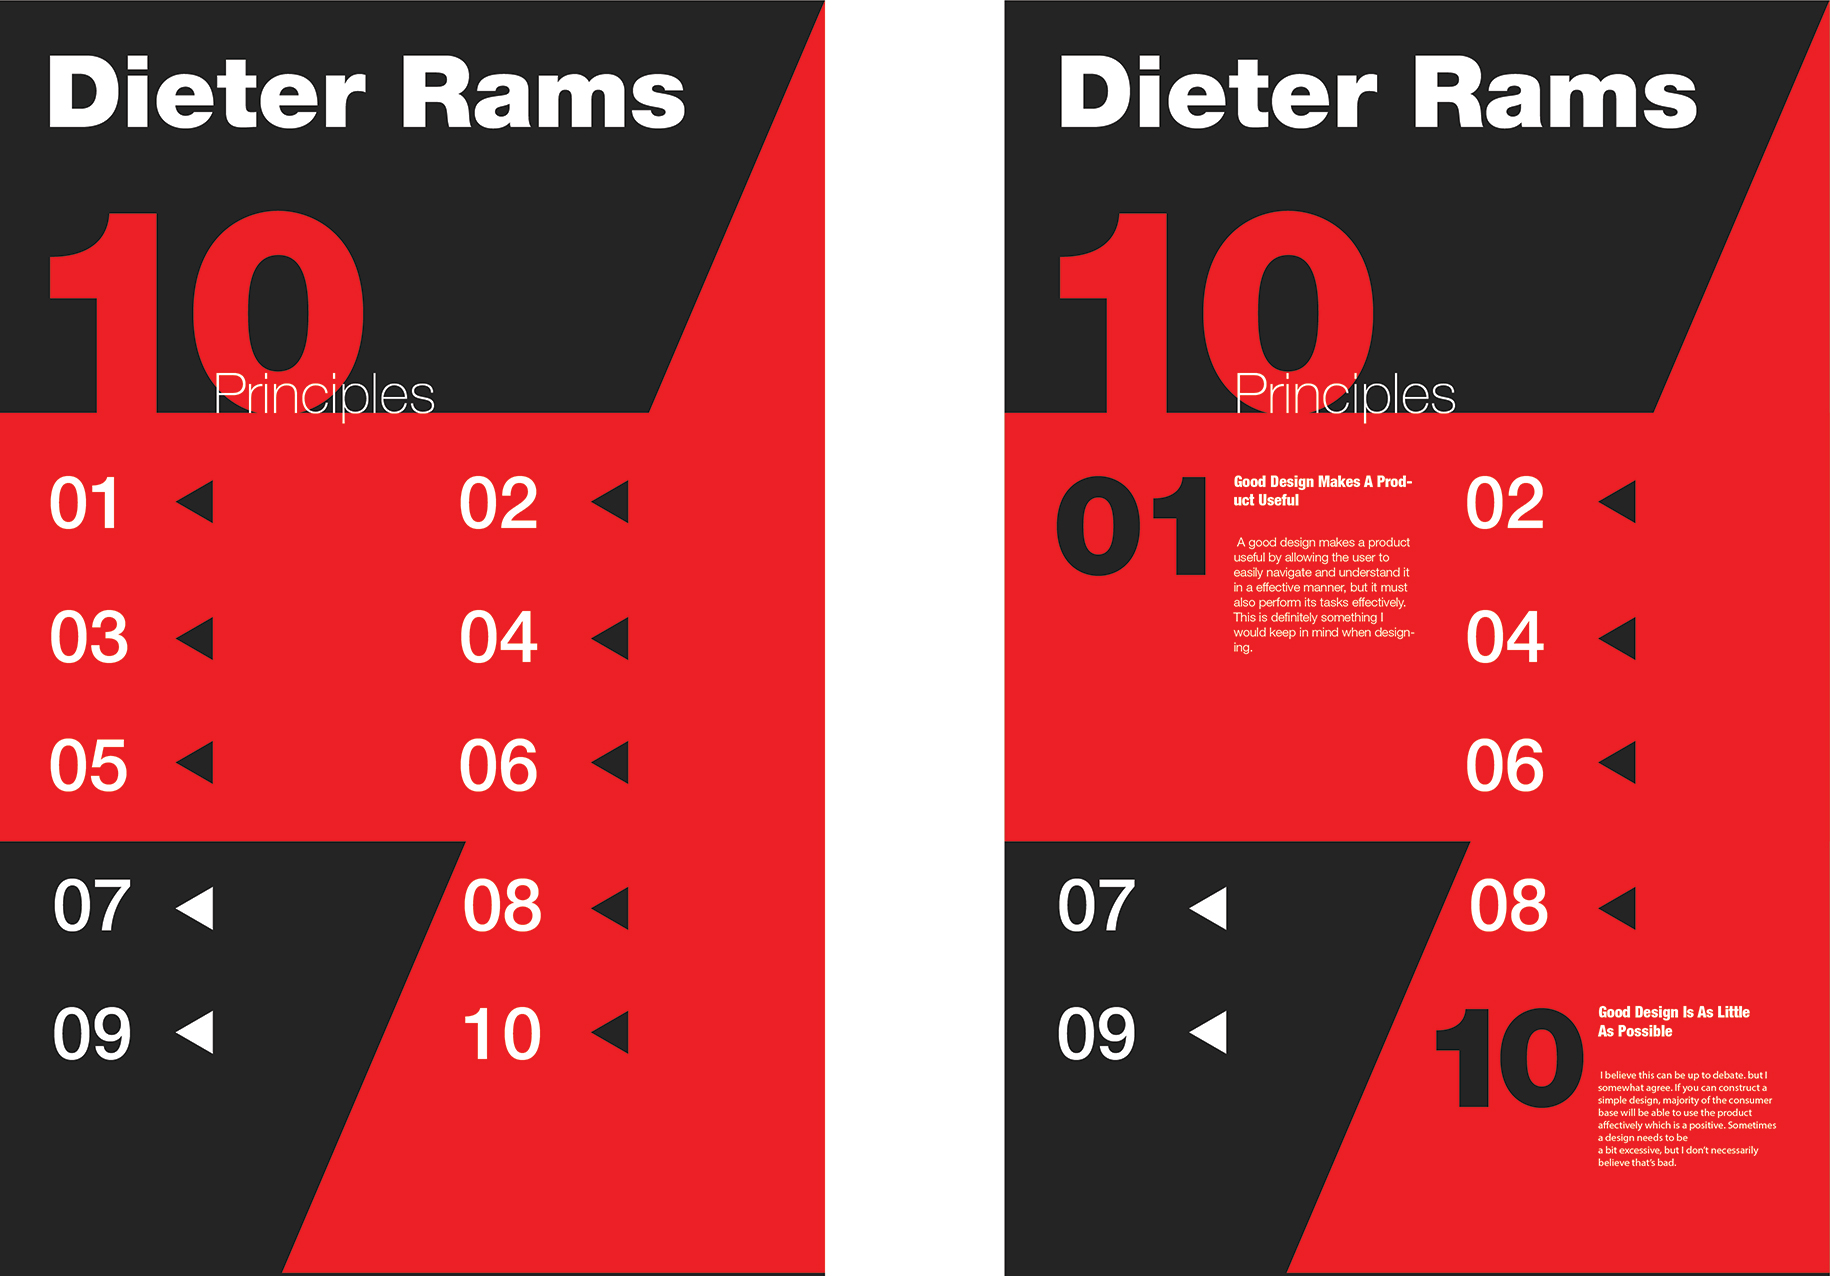 Dieter Rams
10
Principles
01
02
03
04
05
06
07
08
09
10
Dieter Rams
10
Principles
01
Good Design Makes A Prod-
uct Useful
A good design makes a product
useful by allowing the user to
easily navigate and understand it
in a effective manner, but it must
also perform its tasks effectively.
This is definitely something I
would keep in mind when design-
ing.
02
04
06
07
08
09
10
Good Design Is As Little
As Possible
I believe this can be up to debate. but I
somewhat agree. If you can construct a
simple design, majority of the consumer
base will be able to use the product
affectively which is a positive. Sometimes
a design needs to be
a bit excessive, but I don't necessarily
believe that's bad.